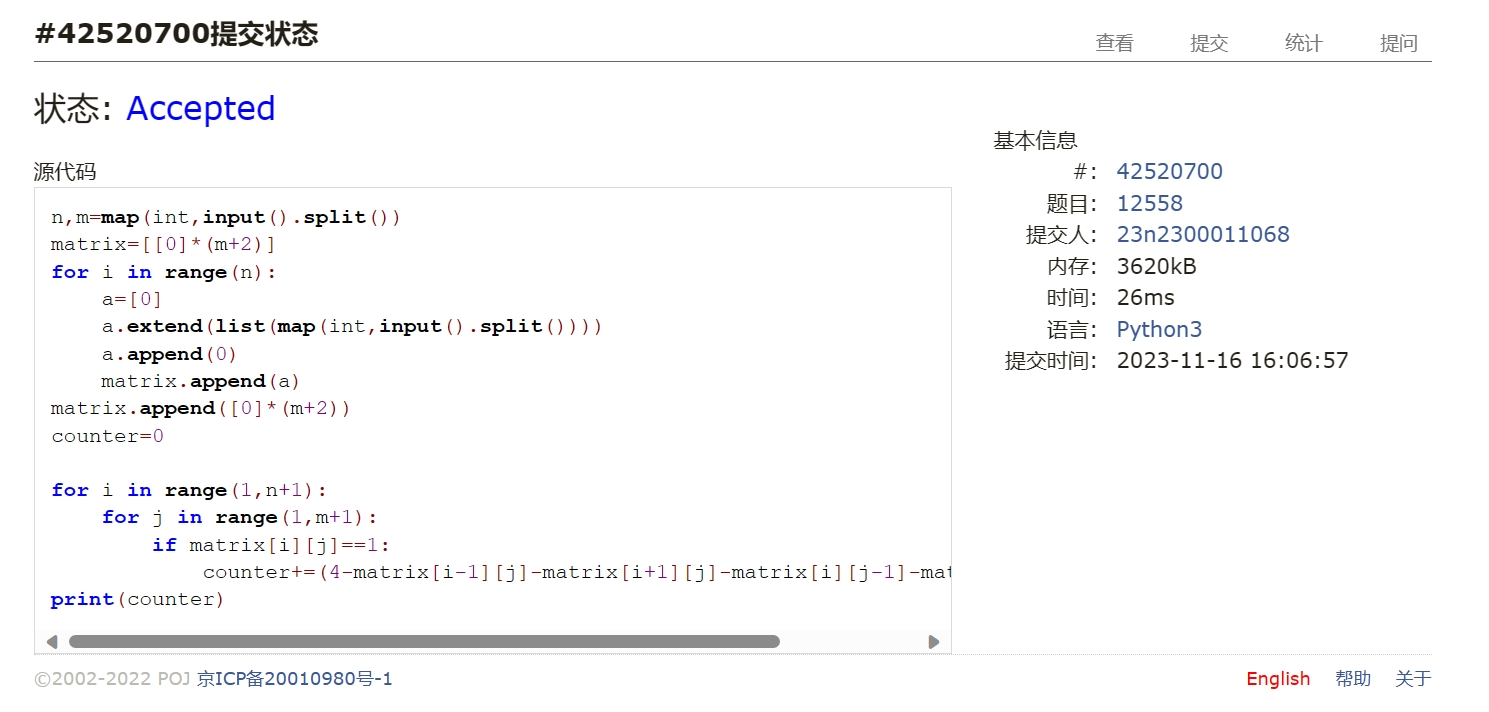 #42520700提交状态
查看 提交 统计 提问
状态: Accepted
源代码
n,m=map(int,input().split())
matrix=[[0]*(m+2)]
for i in range(n):
    a=[0]
    a.extend(list(map(int,input().split())))
    a.append(0)
    matrix.append(a)
matrix.append([0]*(m+2))
counter=0
for i in range(1,n+1):
    for j in range(1,m+1):
        if matrix[i][j]==1:
            counter+=(4-matrix[i-1][j]-matrix[i+1][j]-matrix[i][j-1]-mat
print(counter)
基本信息
#: 42520700
题目: 12558
提交人: 23n2300011068
内存: 3620kB
时间: 26ms
语言: Python3
提交时间: 2023-11-16 16:06:57
©2002-2022 POJ 京ICP备20010980号-1
English 帮助 关于